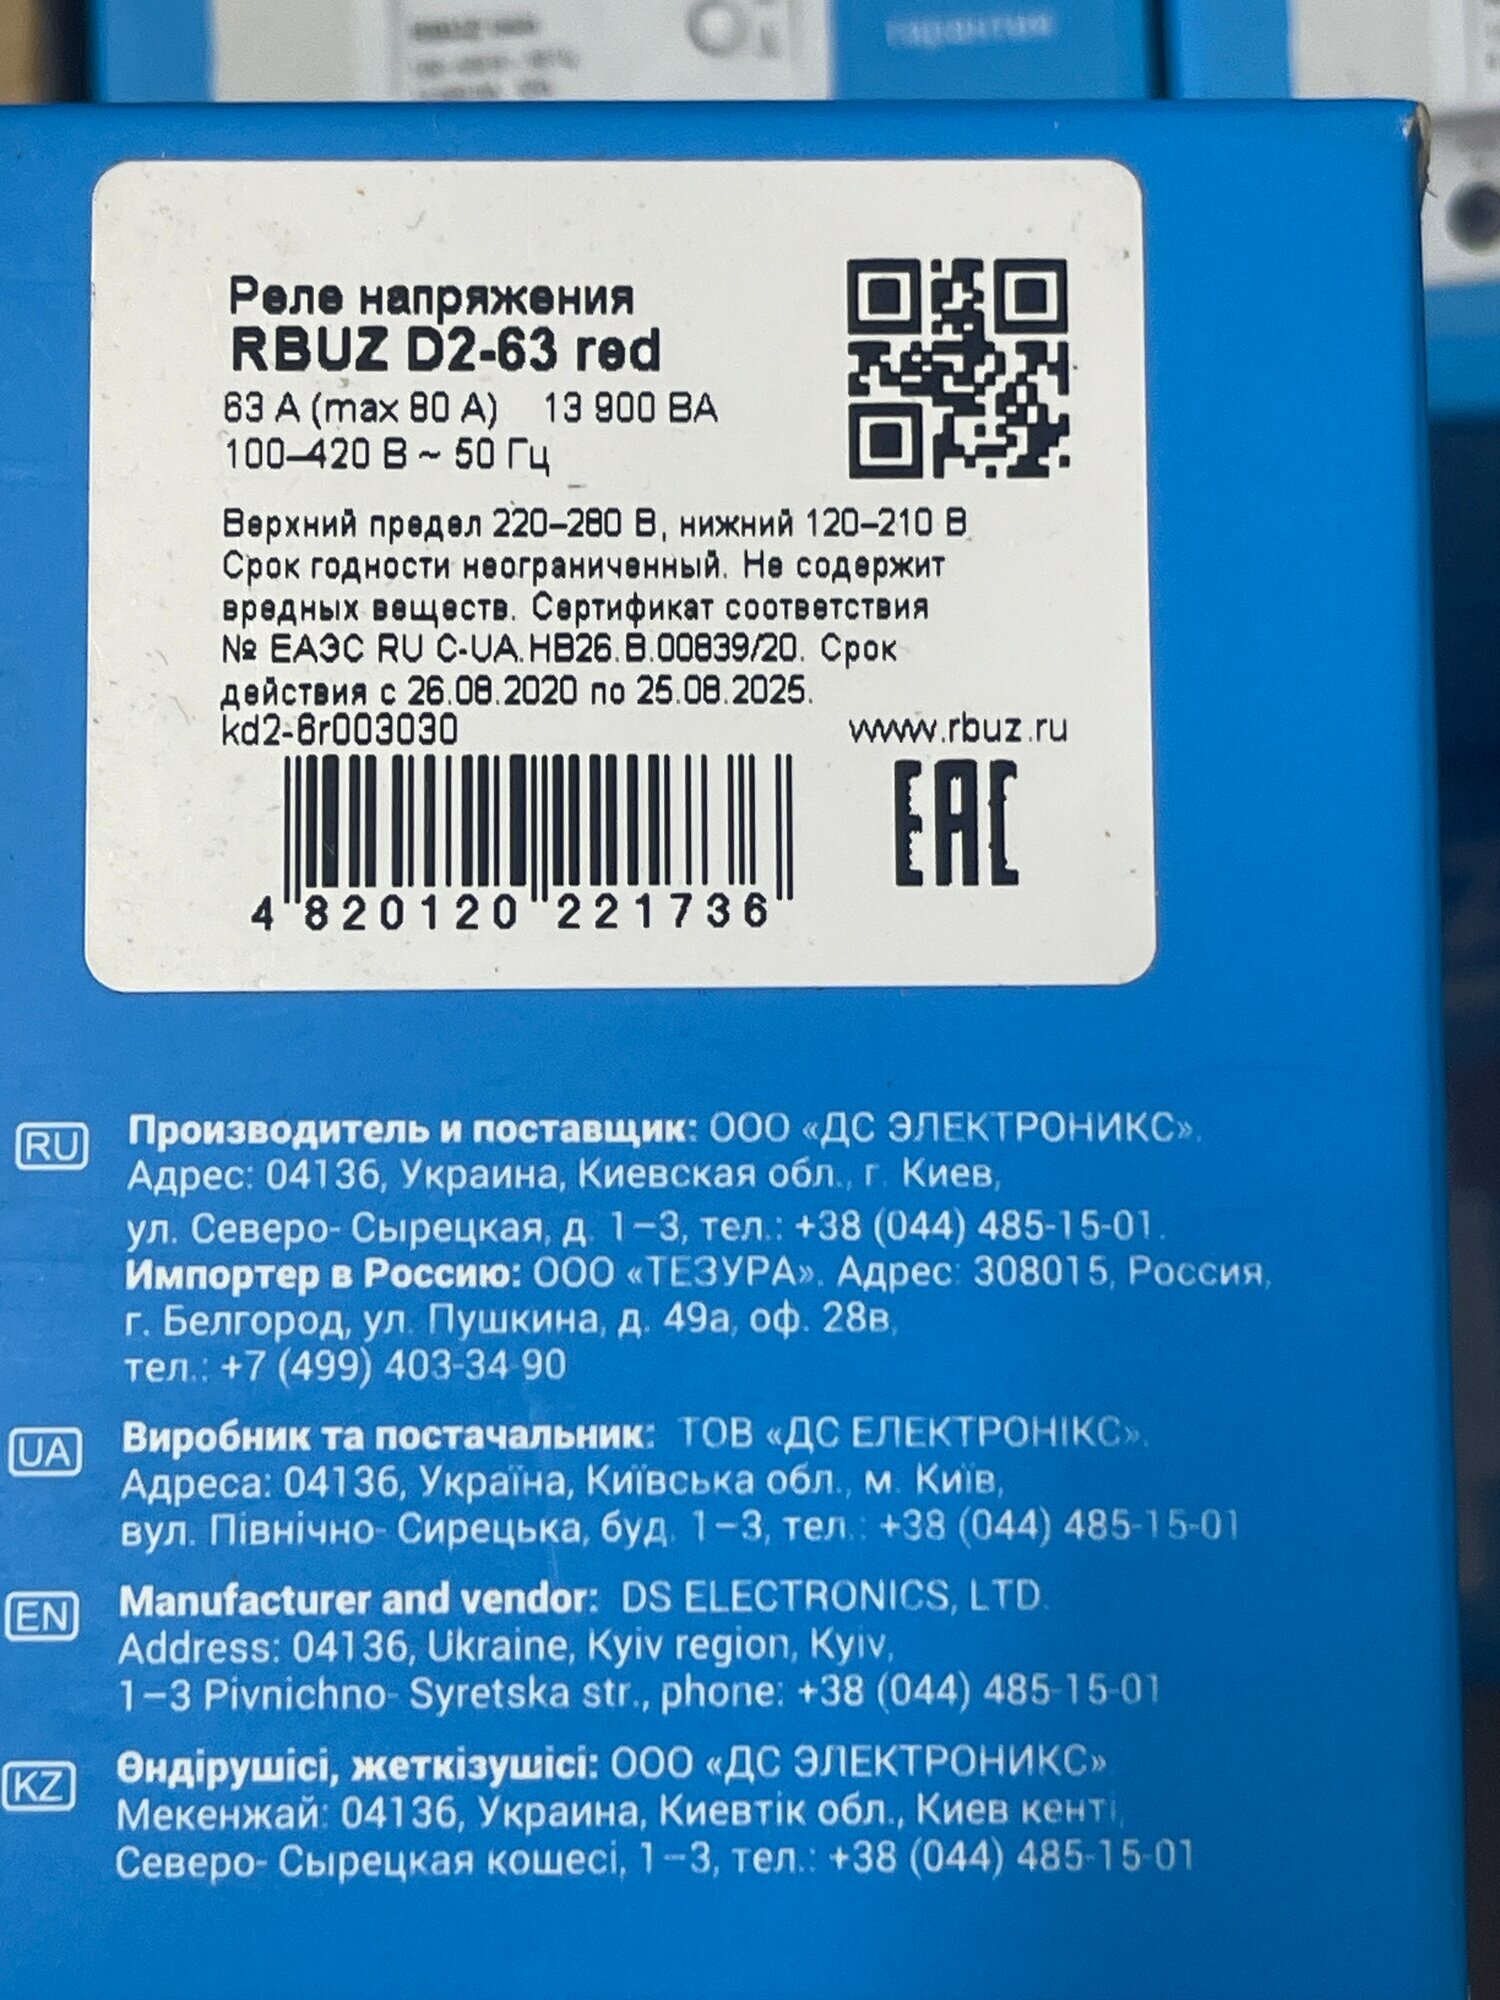 гарантия
Реле напряжения
RBUZ D2-63 red
63 А (max 80 А) 13 900 ВА
100–420 В ~ 50 Гц
Верхний предел 220–280 В, нижний 120–210 В
Срок годности неограниченный. Не содержит
вредных веществ. Сертификат соответствия
№ ЕАЭС RU С-UA.НВ26.В.00839/20. Срок
действия с 26.08.2020 по 25.08.2025.
kd2-6r003030 www.rbuz.ru
EAC
4 820120 221736
RU Производитель и поставщик: ООО «ДС ЭЛЕКТРОНИКС».
Адрес: 04136, Украина, Киевская обл., г. Киев,
ул. Северо- Сырецкая, д. 1–3, тел.: +38 (044) 485-15-01.
Импортер в Россию: ООО «ТЕЗУРА». Адрес: 308015, Россия,
г. Белгород, ул. Пушкина, д. 49а, оф. 28в,
тел.: +7 (499) 403-34-90
UA Виробник та постачальник: ТОВ «ДС ЕЛЕКТРОНІКС».
Адреса: 04136, Україна, Київська обл., м. Київ,
вул. Північно- Сирецька, буд. 1–3, тел.: +38 (044) 485-15-01
EN Manufacturer and vendor: DS ELECTRONICS, LTD.
Address: 04136, Ukraine, Kyiv region, Kyiv,
1–3 Pivnichno- Syretska str., phone: +38 (044) 485-15-01
KZ Өндірушісі, жеткізушісі: ООО «ДС ЭЛЕКТРОНИКС»
Мекенжай: 04136, Украина, Киевтік обл., Киев кенті,
Северо- Сырецкая кошесі, 1–3, тел.: +38 (044) 485-15-01